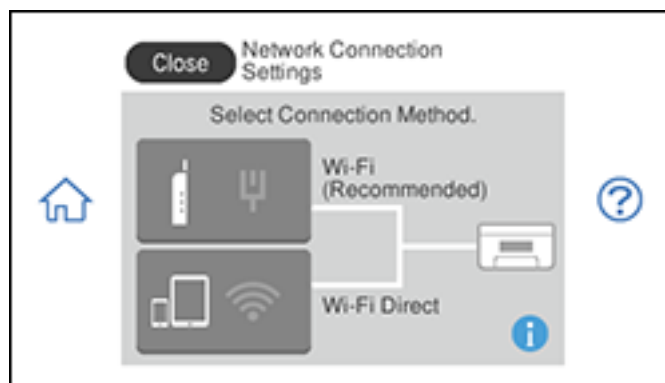 Close
Network Connection
Settings
Select Connection Method.
Wi-Fi
(Recommended)
Wi-Fi Direct